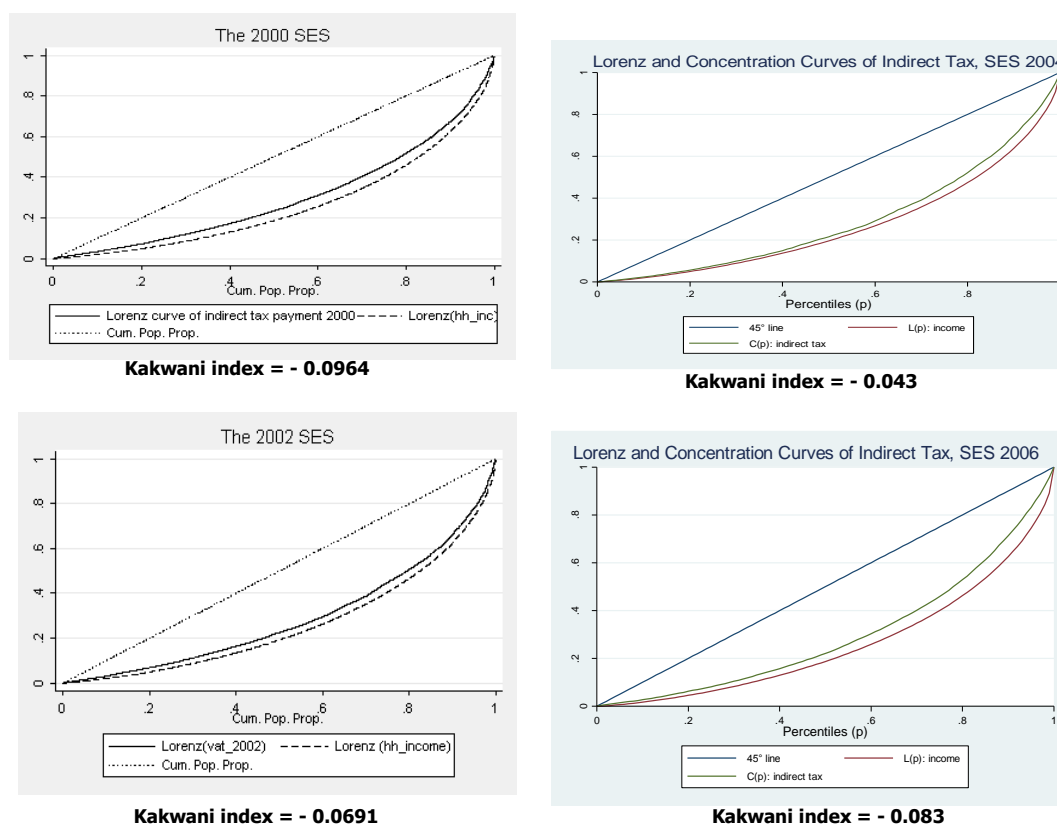 The 2000 SES
1
.8
.6
.4
.2
0
0 .2 .4 .6 .8 1
Cum. Pop. Prop.
Lorenz curve of indirect tax payment 2000 Lorenz(hh_inc)
Cum. Pop. Prop.
Kakwani index = - 0.0964
Lorenz and Concentration Curves of Indirect Tax, SES 2004
1
.8
.6
.4
.2
0
0 .2 .4 .6 .8 1
Percentiles (p)
45° line L(p): income
C(p): indirect tax
Kakwani index = - 0.043
The 2002 SES
1
.8
.6
.4
.2
0
0 .2 .4 .6 .8 1
Cum. Pop. Prop.
Lorenz(vat_2002) Lorenz (hh_income)
Cum. Pop. Prop.
Kakwani index = - 0.0691
Lorenz and Concentration Curves of Indirect Tax, SES 2006
1
.8
.6
.4
.2
0
0 .2 .4 .6 .8 1
Percentiles (p)
45° line L(p): income
C(p): indirect tax
Kakwani index = - 0.083